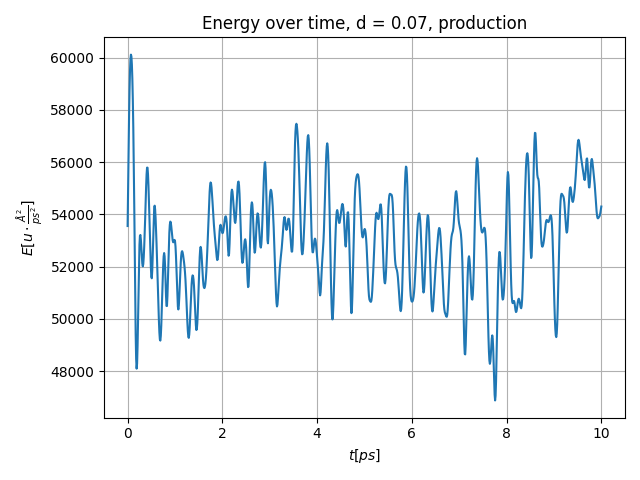 Energy over time, d = 0.07, production
60000
58000
56000
54000
52000
50000
48000
E[u · Å²/ps²]
0 2 4 6 8 10
t[ps]